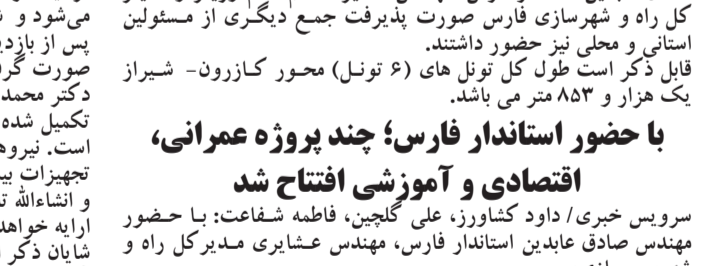 کل راه و شهرسازی فارس صورت پذیرفت جمع دیگری از مسئولین
استانی و محلی نیز حضور داشتند.
قابل ذکر است طول کل تونل های (۶ تونل) محور کازرون- شیراز
یک هزار و ۸۵۳ متر می باشد.
با حضور استاندار فارس؛ چند پروژه عمرانی،
اقتصادی و آموزشی افتتاح شد
سرویس خبری/ داود کشاورز، علی گلچین، فاطمه شفاعت: با حضور
مهندس صادق عابدین استاندار فارس، مهندس عشایری مدیرکل راه و
می‌شود و
پس از بازدید
صورت گرف
دکتر محمد
تکمیل شده
است. نیروه
تجهیزات بی
و انشاءالله ت
ارایه خواهد
شایان ذکر